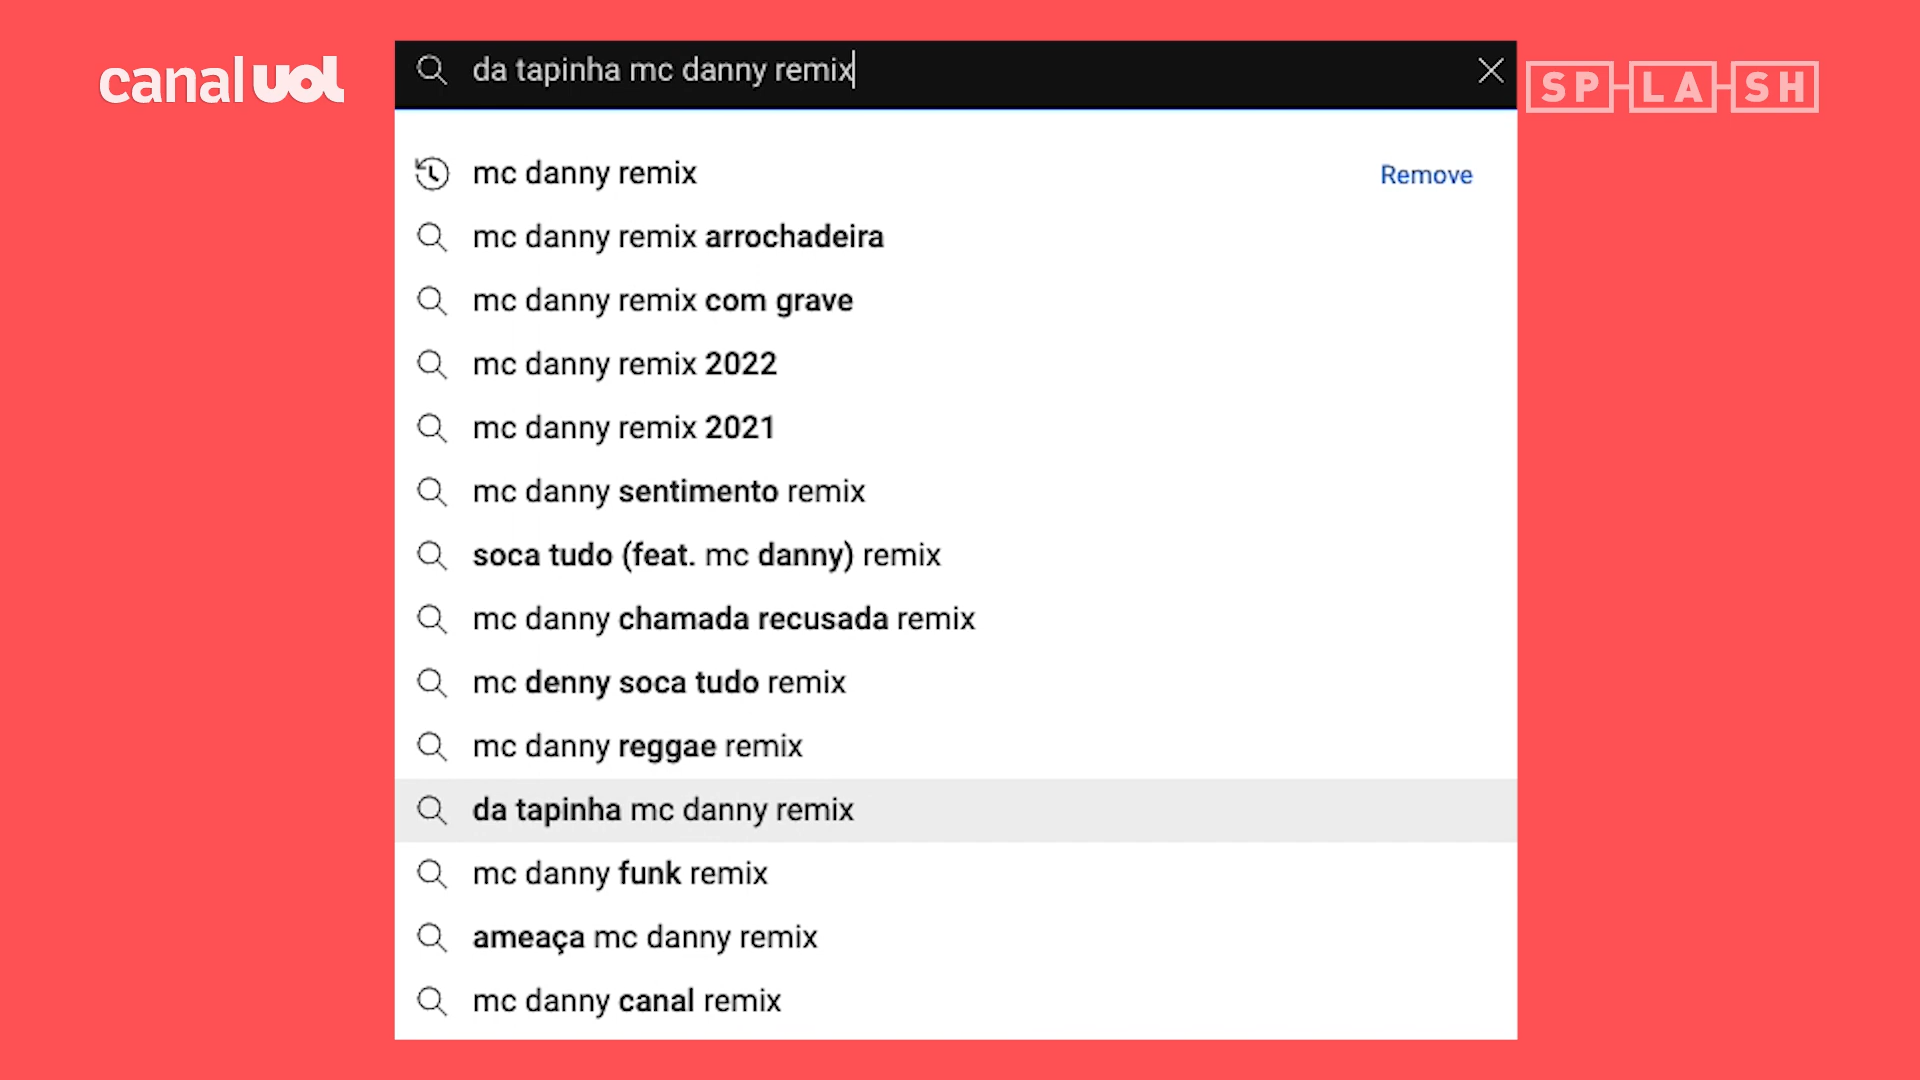 canal uol
da tapinha mc danny remix
SPLASH
mc danny remix
Remove
mc danny remix arrochadeira
mc danny remix com grave
mc danny remix 2022
mc danny remix 2021
mc danny sentimento remix
soca tudo (feat. mc danny) remix
mc danny chamada recusada remix
mc denny soca tudo remix
mc danny reggae remix
da tapinha mc danny remix
mc danny funk remix
ameaça mc danny remix
mc danny canal remix